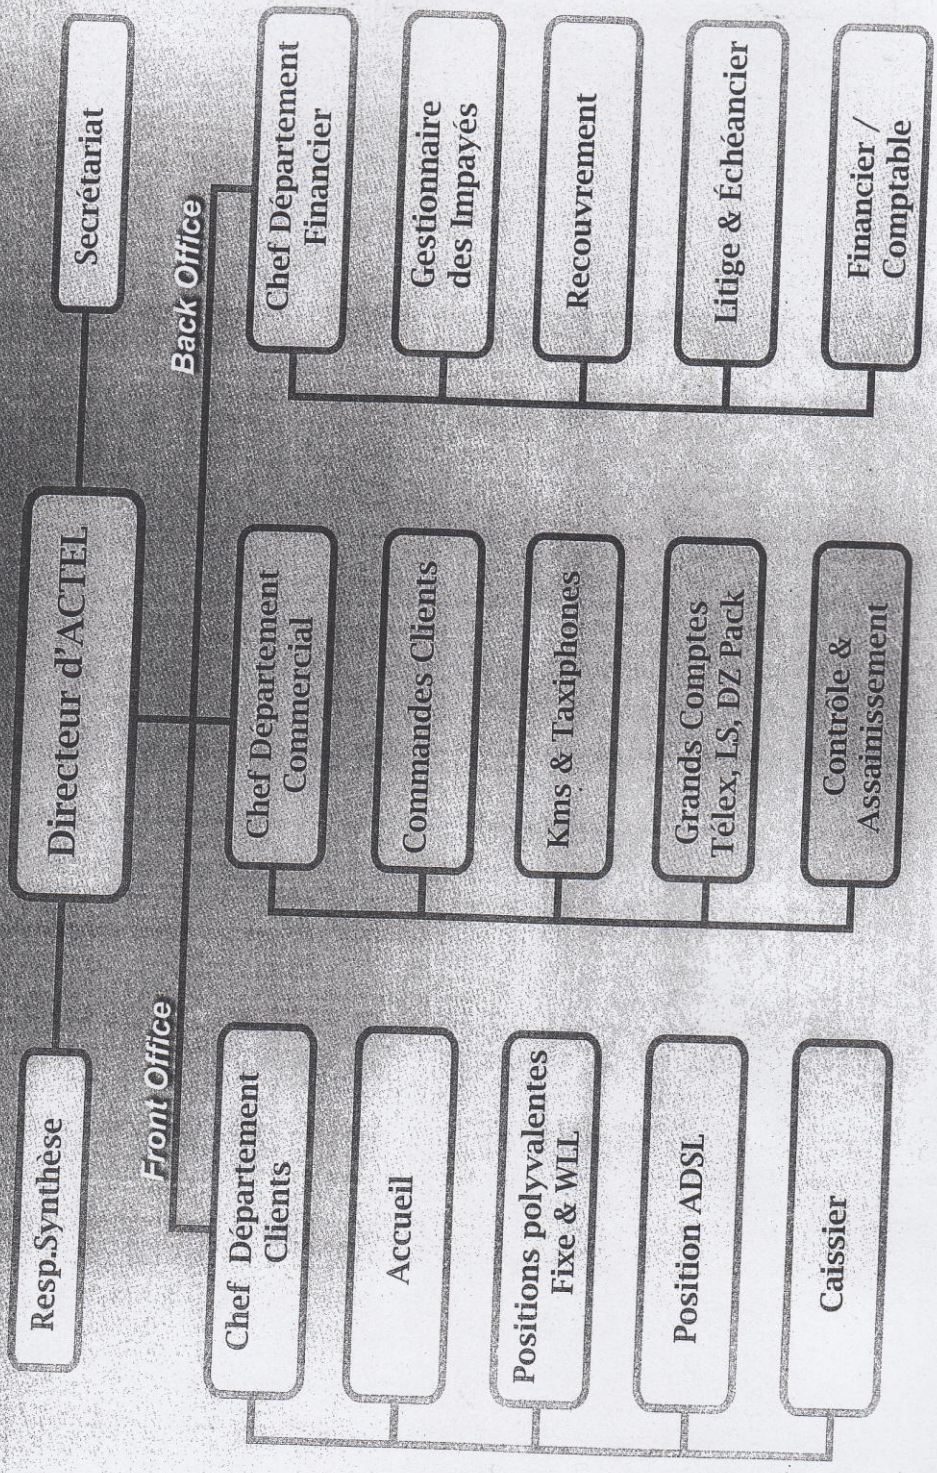 Resp.Synthèse
Directeur d'ACTEL
Secrétariat
Front Office
Back Office
Chef Département
Clients
Accueil
Positions polyvalentes
Fixe & WLL
Position ADSL
Caissier
Chef Département
Commercial
Commandes Clients
Kms & Taxiphones
Grands Comptes
Télex, LS, DZ Pack
Contrôle &
Assainissement
Chef Département
Financier
Gestionnaire
des Impayés
Recouvrement
Litige & Échéancier
Financier /
Comptable